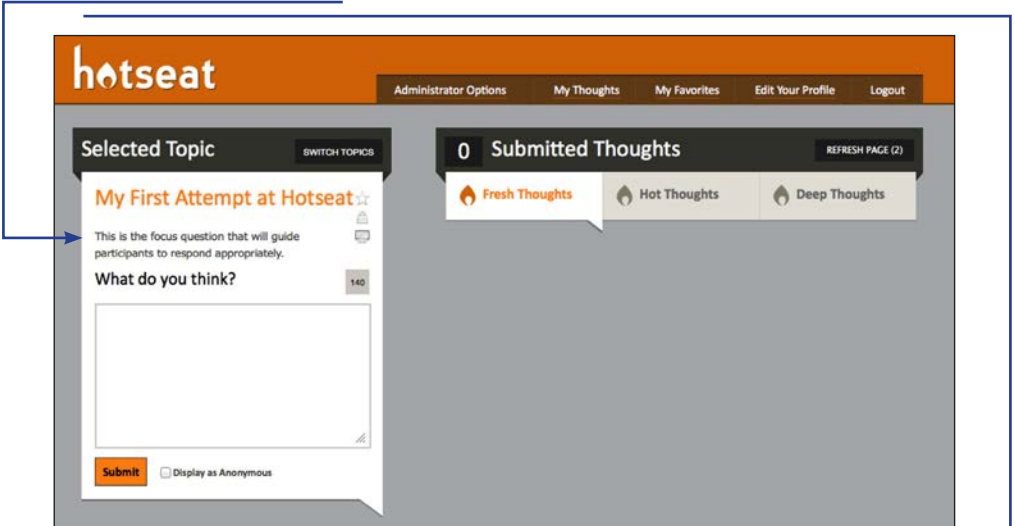 hotseat
Administrator Options My Thoughts My Favorites Edit Your Profile Logout
Selected Topic SWITCH TOPICS
My First Attempt at Hotseat
This is the focus question that will guide
participants to respond appropriately.
What do you think? 140
Submit Display as Anonymous
0 Submitted Thoughts REFRESH PAGE (2)
Fresh Thoughts Hot Thoughts Deep Thoughts